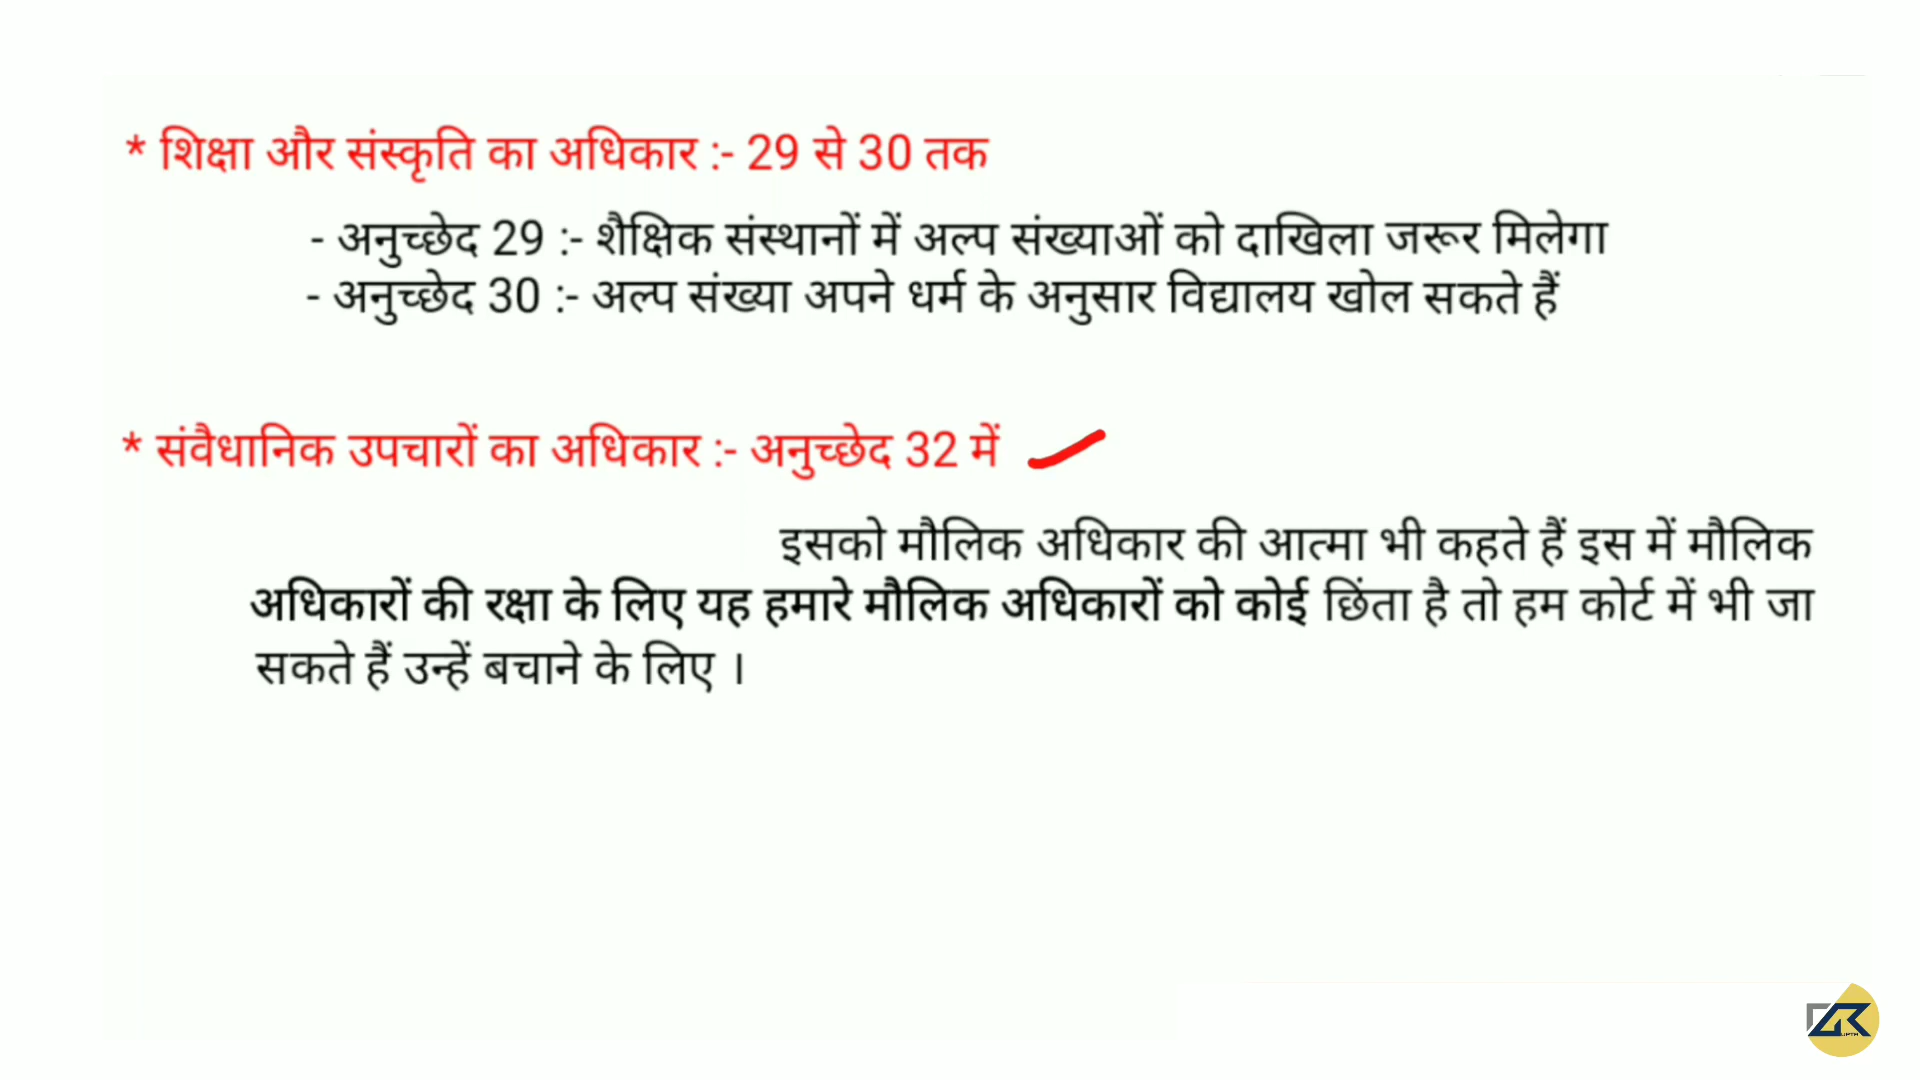 * शिक्षा और संस्कृति का अधिकार :- 29 से 30 तक
- अनुच्छेद 29 :- शैक्षिक संस्थानों में अल्प संख्याओं को दाखिला जरूर मिलेगा
- अनुच्छेद 30 :- अल्प संख्या अपने धर्म के अनुसार विद्यालय खोल सकते हैं
* संवैधानिक उपचारों का अधिकार :- अनुच्छेद 32 में
इसको मौलिक अधिकार की आत्मा भी कहते हैं इस में मौलिक
अधिकारों की रक्षा के लिए यह हमारे मौलिक अधिकारों को कोई छिंता है तो हम कोर्ट में भी जा
सकते हैं उन्हें बचाने के लिए ।